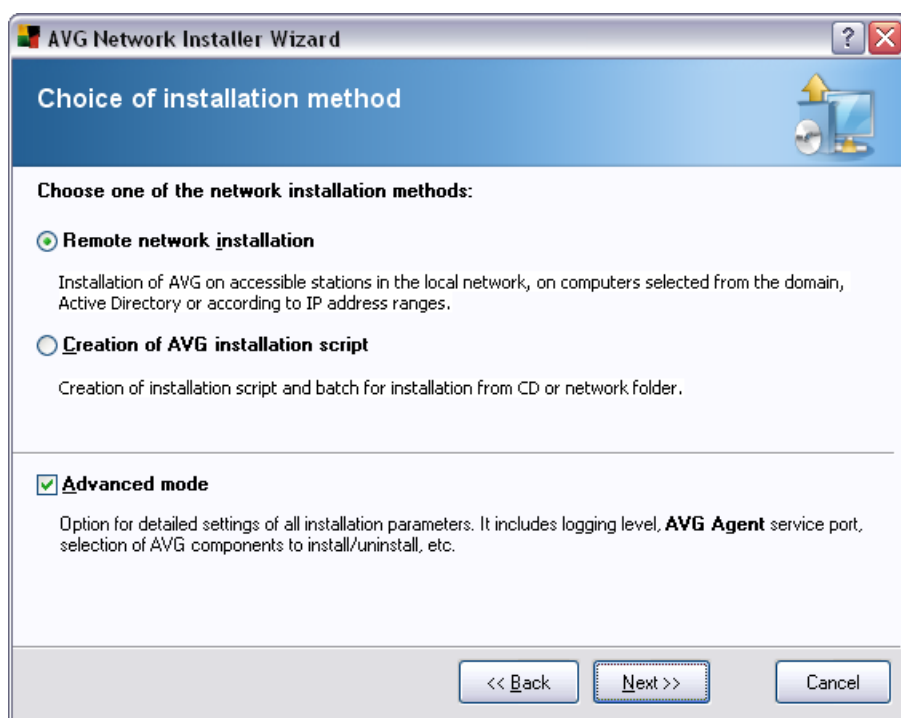 AVG Network Installer Wizard
?
Choice of installation method
Choose one of the network installation methods:
Remote network installation
Installation of AVG on accessible stations in the local network, on computers selected from the domain,
Active Directory or according to IP address ranges.
Creation of AVG installation script
Creation of installation script and batch for installation from CD or network folder.
Advanced mode
Option for detailed settings of all installation parameters. It includes logging level, AVG Agent service port,
selection of AVG components to install/uninstall, etc.
<< Back
Next >>
Cancel